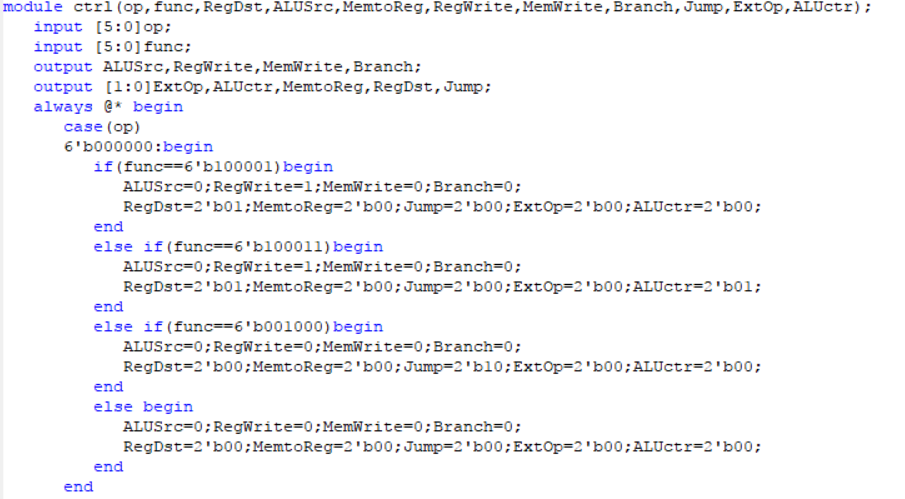 module ctrl(op,func,RegDst,ALUSrc,MemtoReg,RegWrite,MemWrite,Branch,Jump,ExtOp,ALUctr);
input [5:0]op;
input [5:0]func;
output ALUSrc,RegWrite,MemWrite,Branch;
output [1:0]ExtOp,ALUctr,MemtoReg,RegDst,Jump;
always @* begin
case(op)
6'b000000:begin
if(func==6'b100001)begin
ALUSrc=0;RegWrite=1;MemWrite=0;Branch=0;
RegDst=2'b01;MemtoReg=2'b00;Jump=2'b00;ExtOp=2'b00;ALUctr=2'b00;
end
else if(func==6'b100011)begin
ALUSrc=0;RegWrite=1;MemWrite=0;Branch=0;
RegDst=2'b01;MemtoReg=2'b00;Jump=2'b00;ExtOp=2'b00;ALUctr=2'b01;
end
else if(func==6'b001000)begin
ALUSrc=0;RegWrite=0;MemWrite=0;Branch=0;
RegDst=2'b00;MemtoReg=2'b00;Jump=2'b10;ExtOp=2'b00;ALUctr=2'b00;
end
else begin
ALUSrc=0;RegWrite=0;MemWrite=0;Branch=0;
RegDst=2'b00;MemtoReg=2'b00;Jump=2'b00;ExtOp=2'b00;ALUctr=2'b00;
end
end